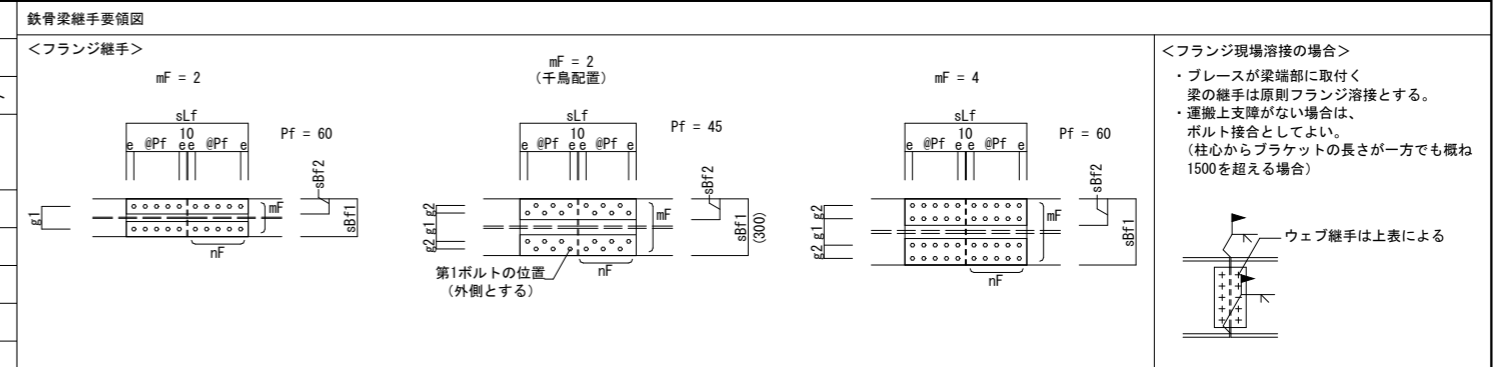 鉄骨梁継手要領図
<フランジ継手>
mF = 2
sLf
10
e @Pf e e @Pf e
Pf = 60
g1
mF
sBf2
sBf1
nF
mF = 2
(千鳥配置)
sLf
10
e @Pf e e @Pf e
Pf = 45
g2 g1 g2
mF
sBf2
sBf1
(300)
nF
第1ボルトの位置
(外側とする)
mF = 4
sLf
10
e @Pf e e @Pf e
Pf = 60
g2 g1 g2
mF
sBf2
sBf1
nF
<フランジ現場溶接の場合>
・ブレースが梁端部に取付く
梁の継手は原則フランジ溶接とする。
・運搬上支障がない場合は、
ボルト接合としてよい。
(柱心からブラケットの長さが一方でも概ね
1500を超える場合)
ウェブ継手は上表による